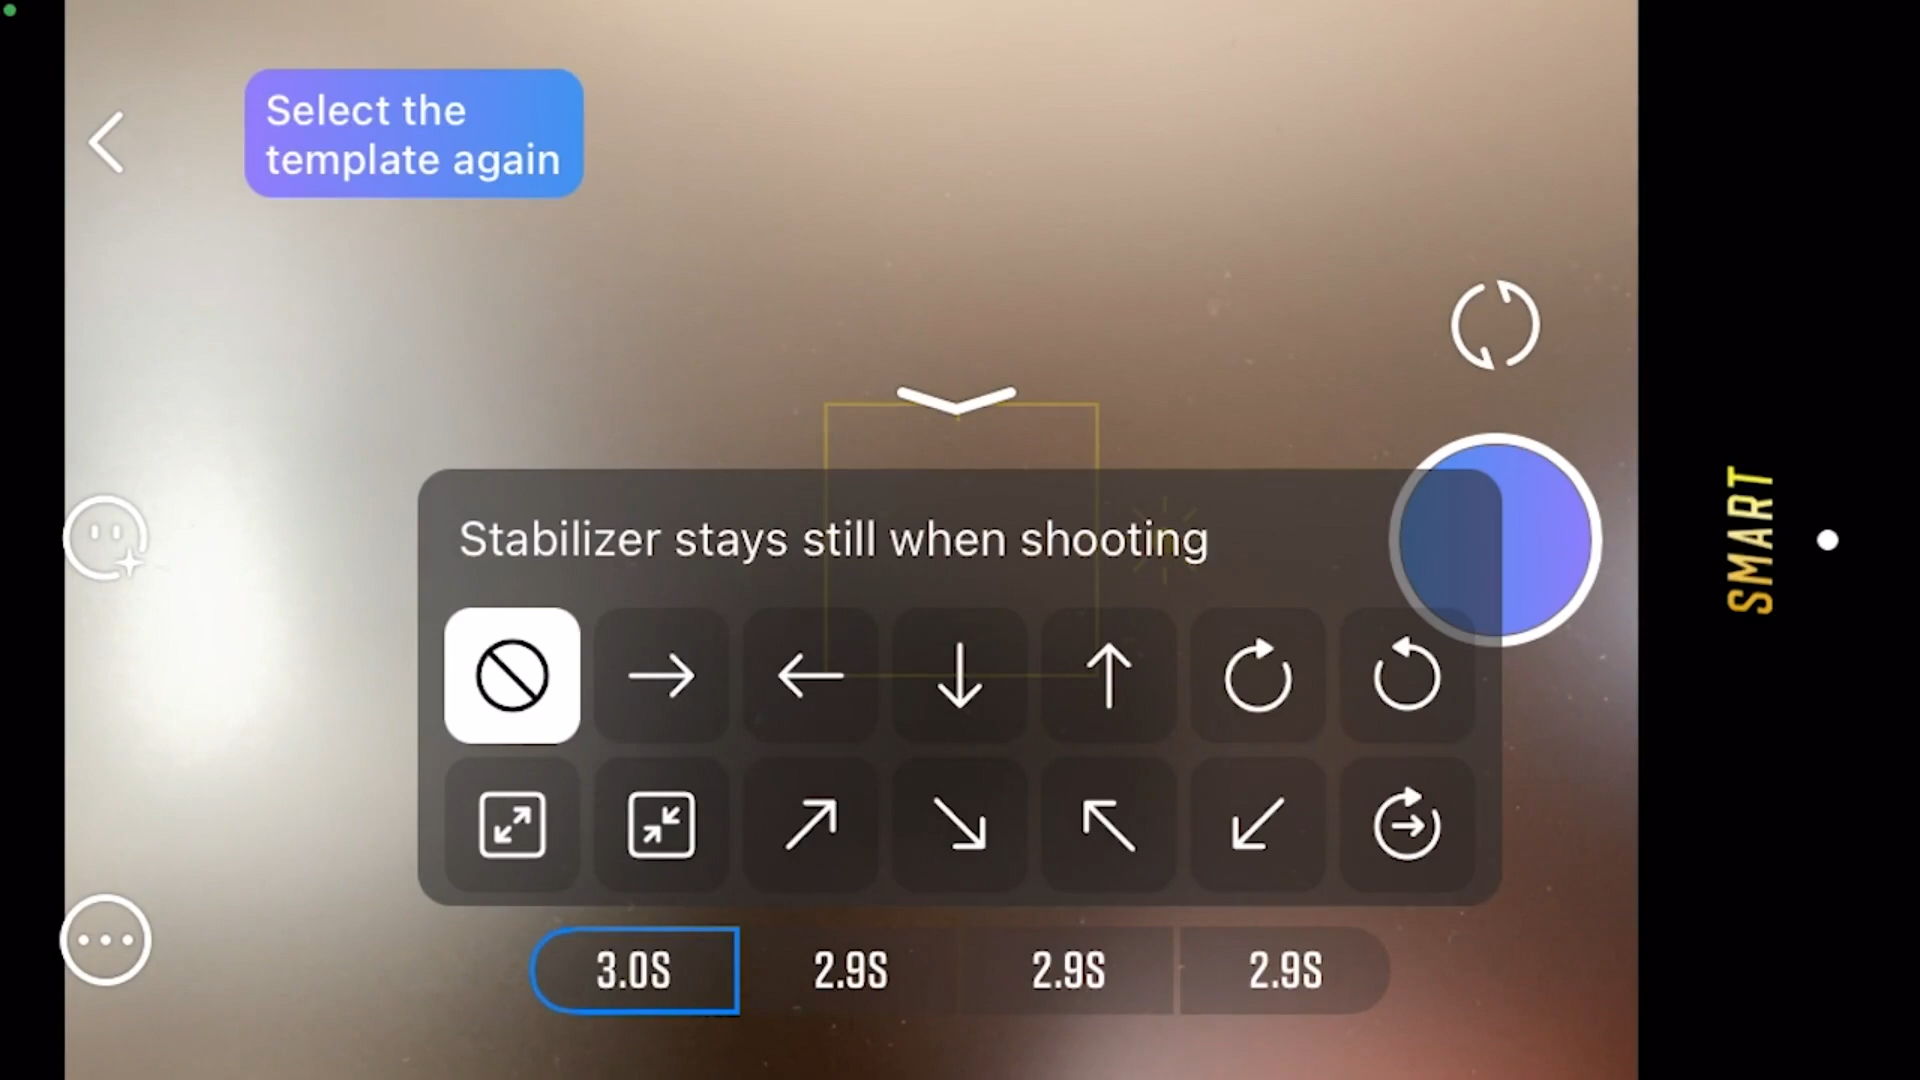 Select the
template again
Stabilizer stays still when shooting
3.0S
2.9S
2.9S
2.9S
SMART